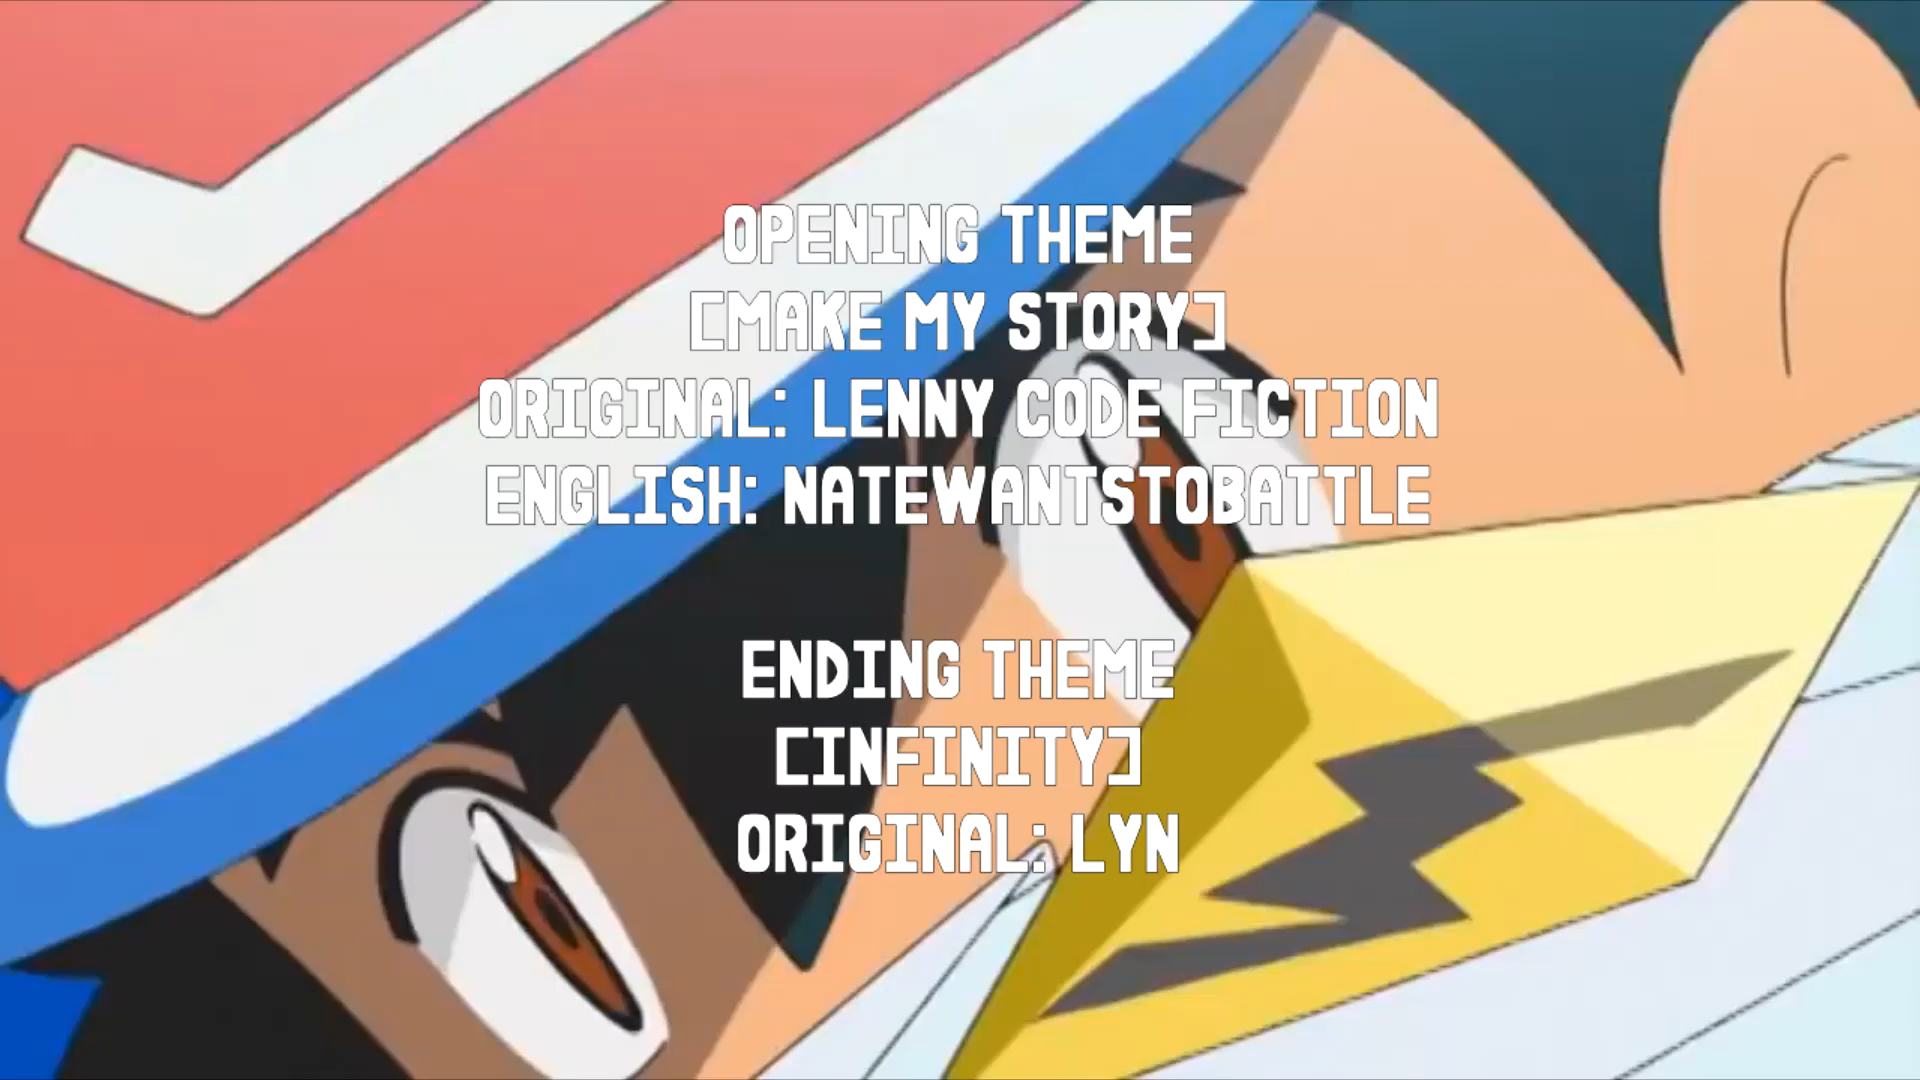 OPENING THEME
[MAKE MY STORY]
ORIGINAL: LENNY CODE FICTION
ENGLISH: NATEWANTSTOBATTLE
ENDING THEME
[INFINITY]
ORIGINAL: LYN